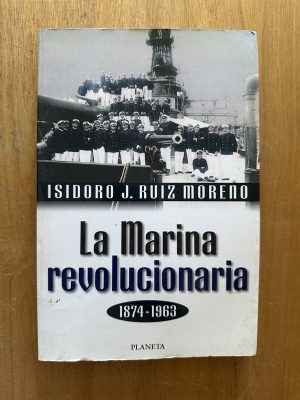 ISIDORO J. RUIZ MORENO
La Marina
revolucionaria
1874-1963
PLANETA